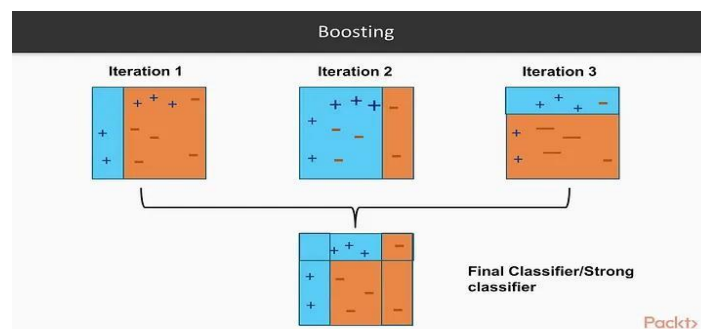 Boosting
Iteration 1
Iteration 2
Iteration 3
Final Classifier/Strong
classifier
Packt>